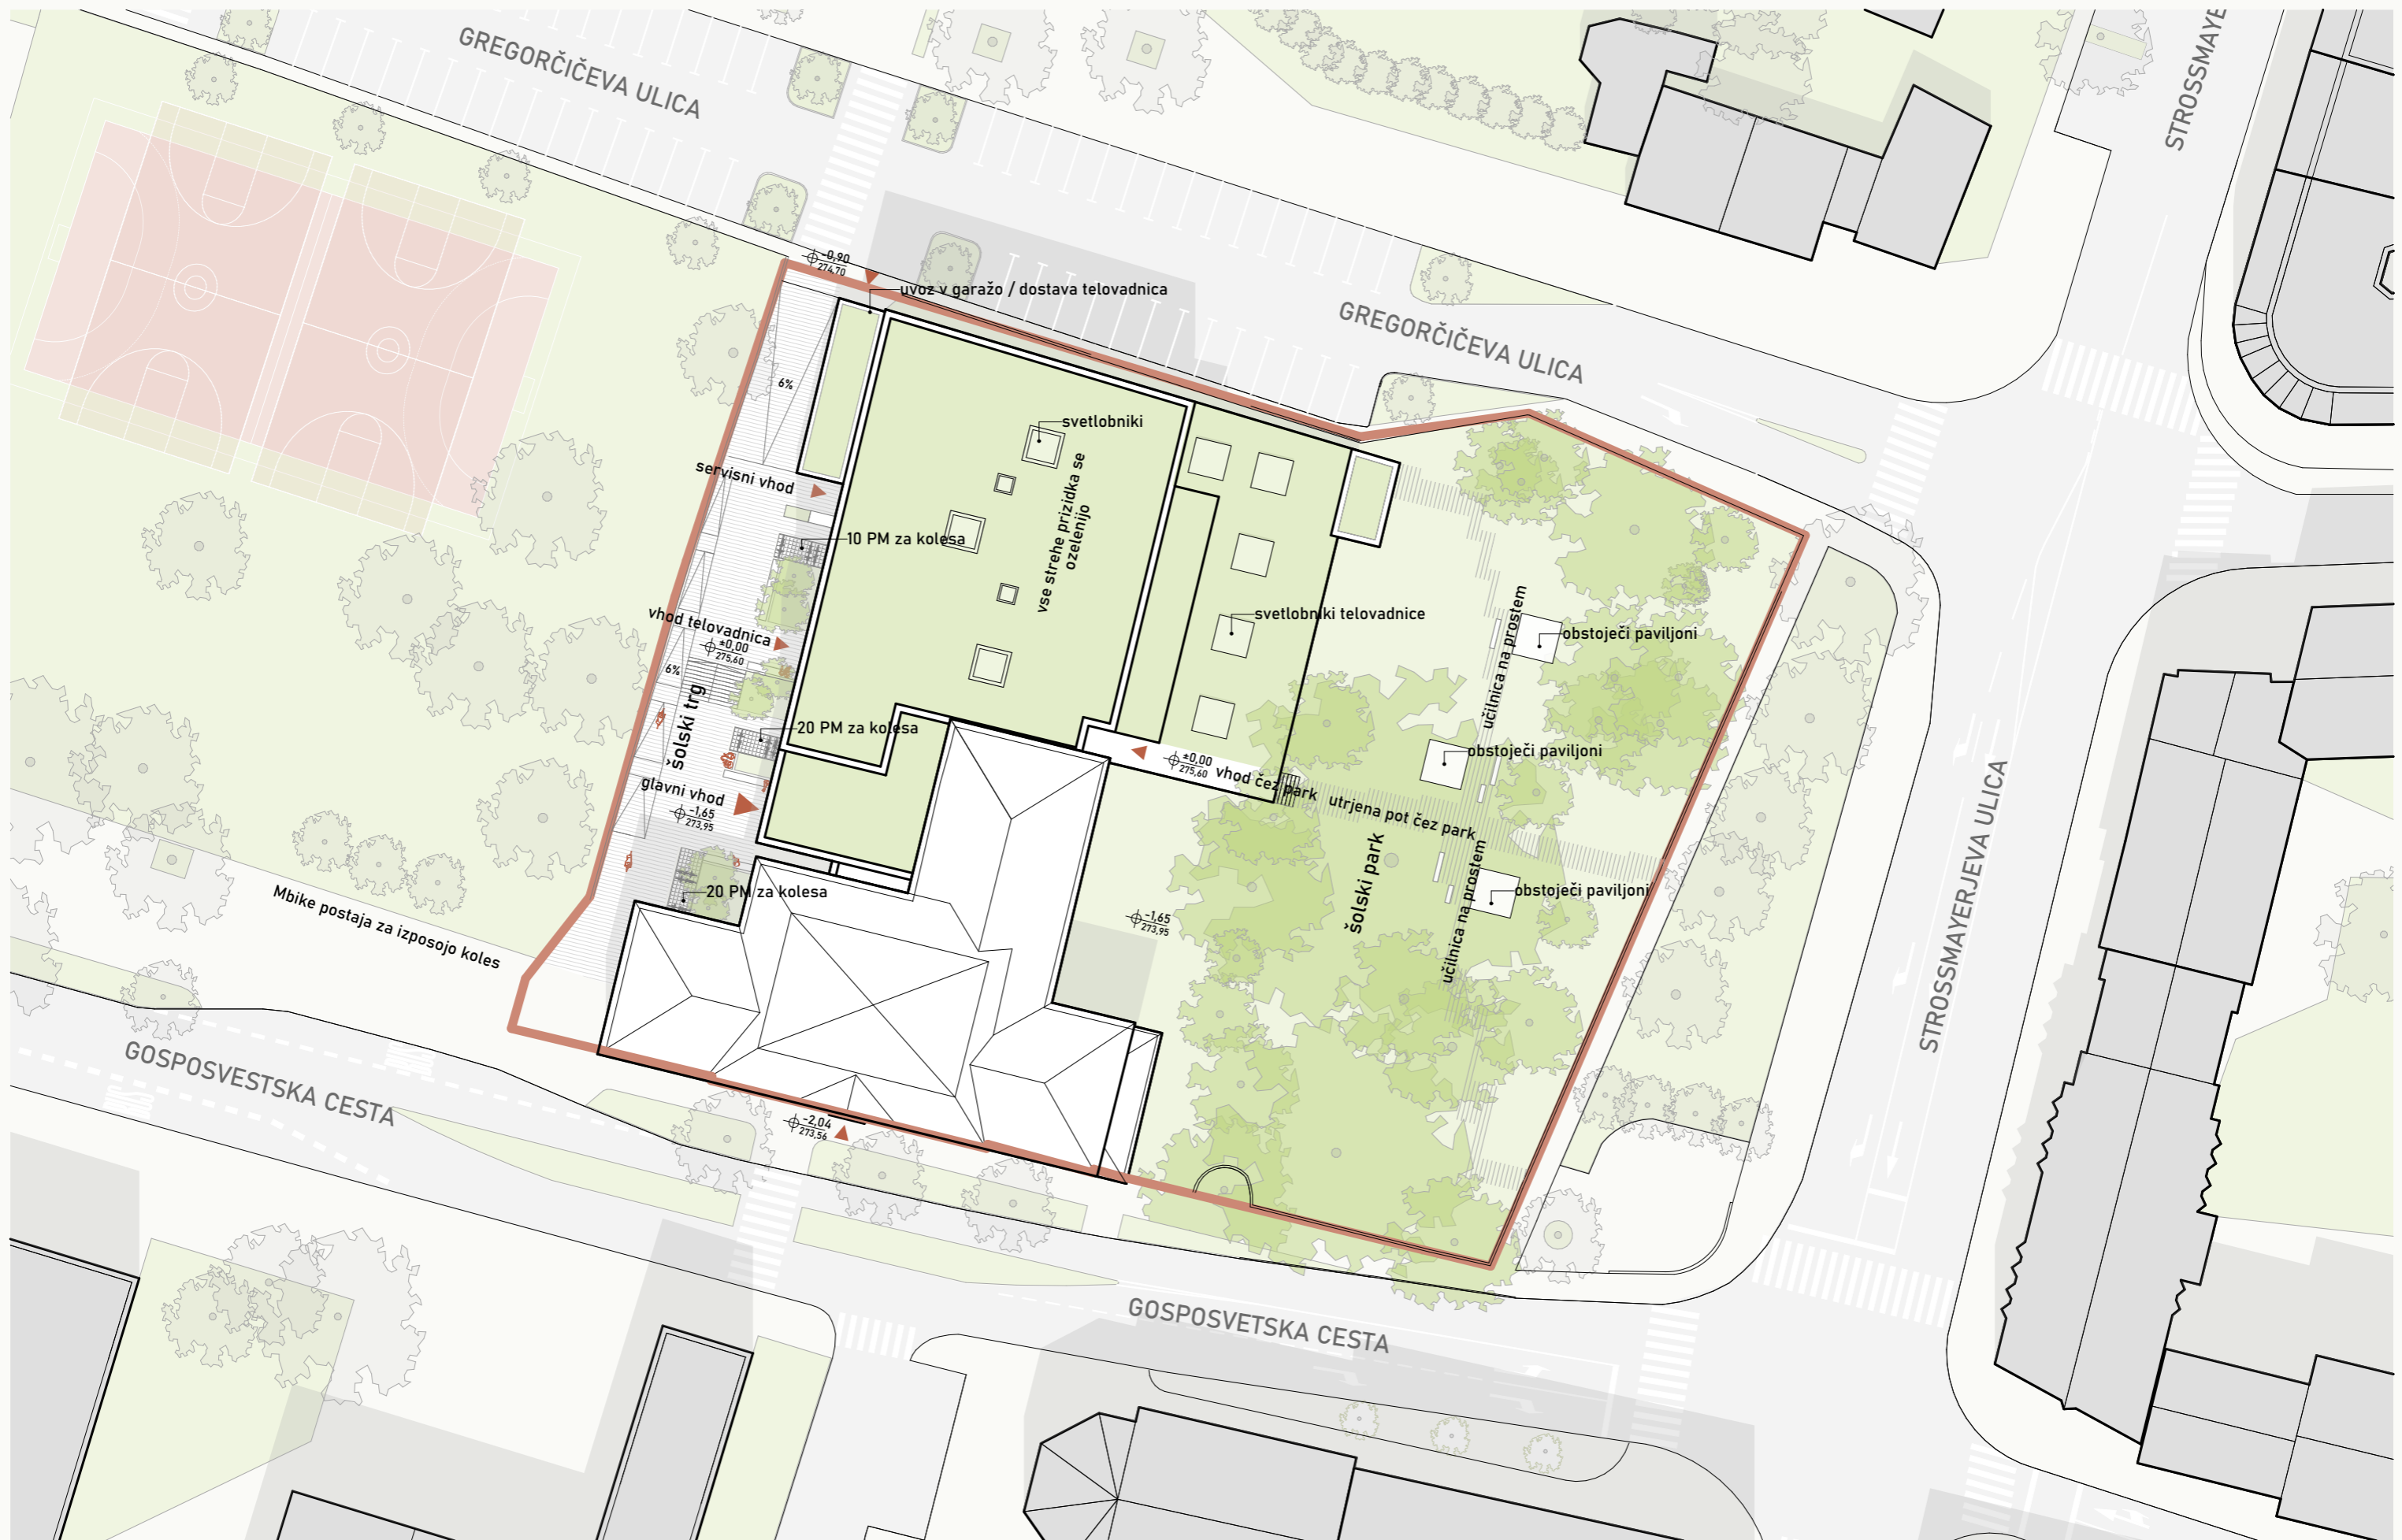 GREGORČIČEVA ULICA
STROSSMAYE
-0,90
274,70
uvoz v garažo / dostava telovadnica
GREGORČIČEVA ULICA
6%
svetlobniki
servisni vhod
vse strehe prizidka se
ozelenijo
10 PM za kolesa
vhod telovadnica
±0,00
275,60
6%
svetlobniki telovadnice
učilnica na prostem
obstoječi paviljoni
šolski trg
20 PM za kolesa
obstoječi paviljoni
±0,00
275,60
vhod čez park
utrjena pot čez park
glavni vhod
-1,65
273,95
šolski park
učilnica na prostem
obstoječi paviljoni
20 PM za kolesa
-1,65
273,95
Mbike postaja za izposojo koles
STROSSMAYERJEVA ULICA
GOSPOSVESTSKA CESTA
-2,04
273,56
GOSPOSVETSKA CESTA